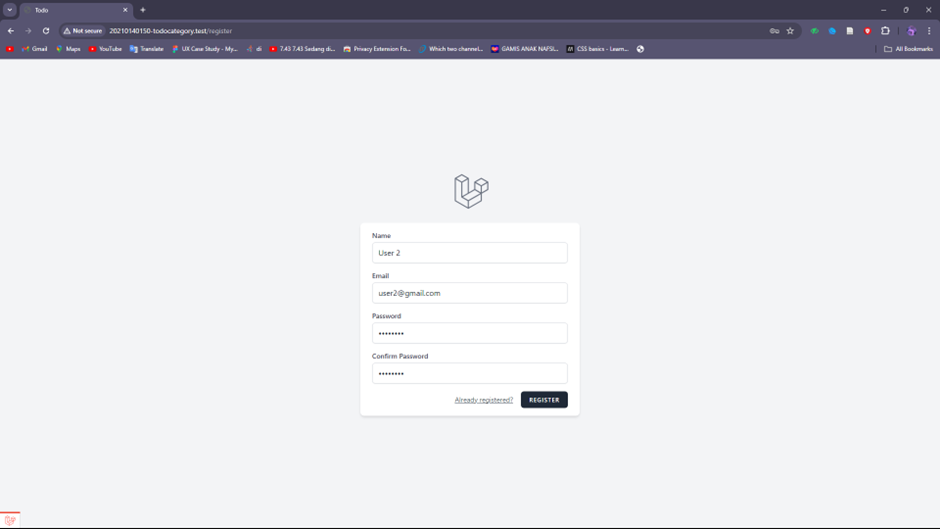 Todo
Not secure 20210140150-todocategory.test/register
Gmail Maps YouTube Translate UX Case Study - My... di 7.43 7.43 Sedang di... Privacy Extension Fo... Which two channel... GAMIS ANAK NAFIS... CSS basics - Learn... All Bookmarks
Name
User 2
Email
user2@gmail.com
Password
Confirm Password
Already registered? REGISTER